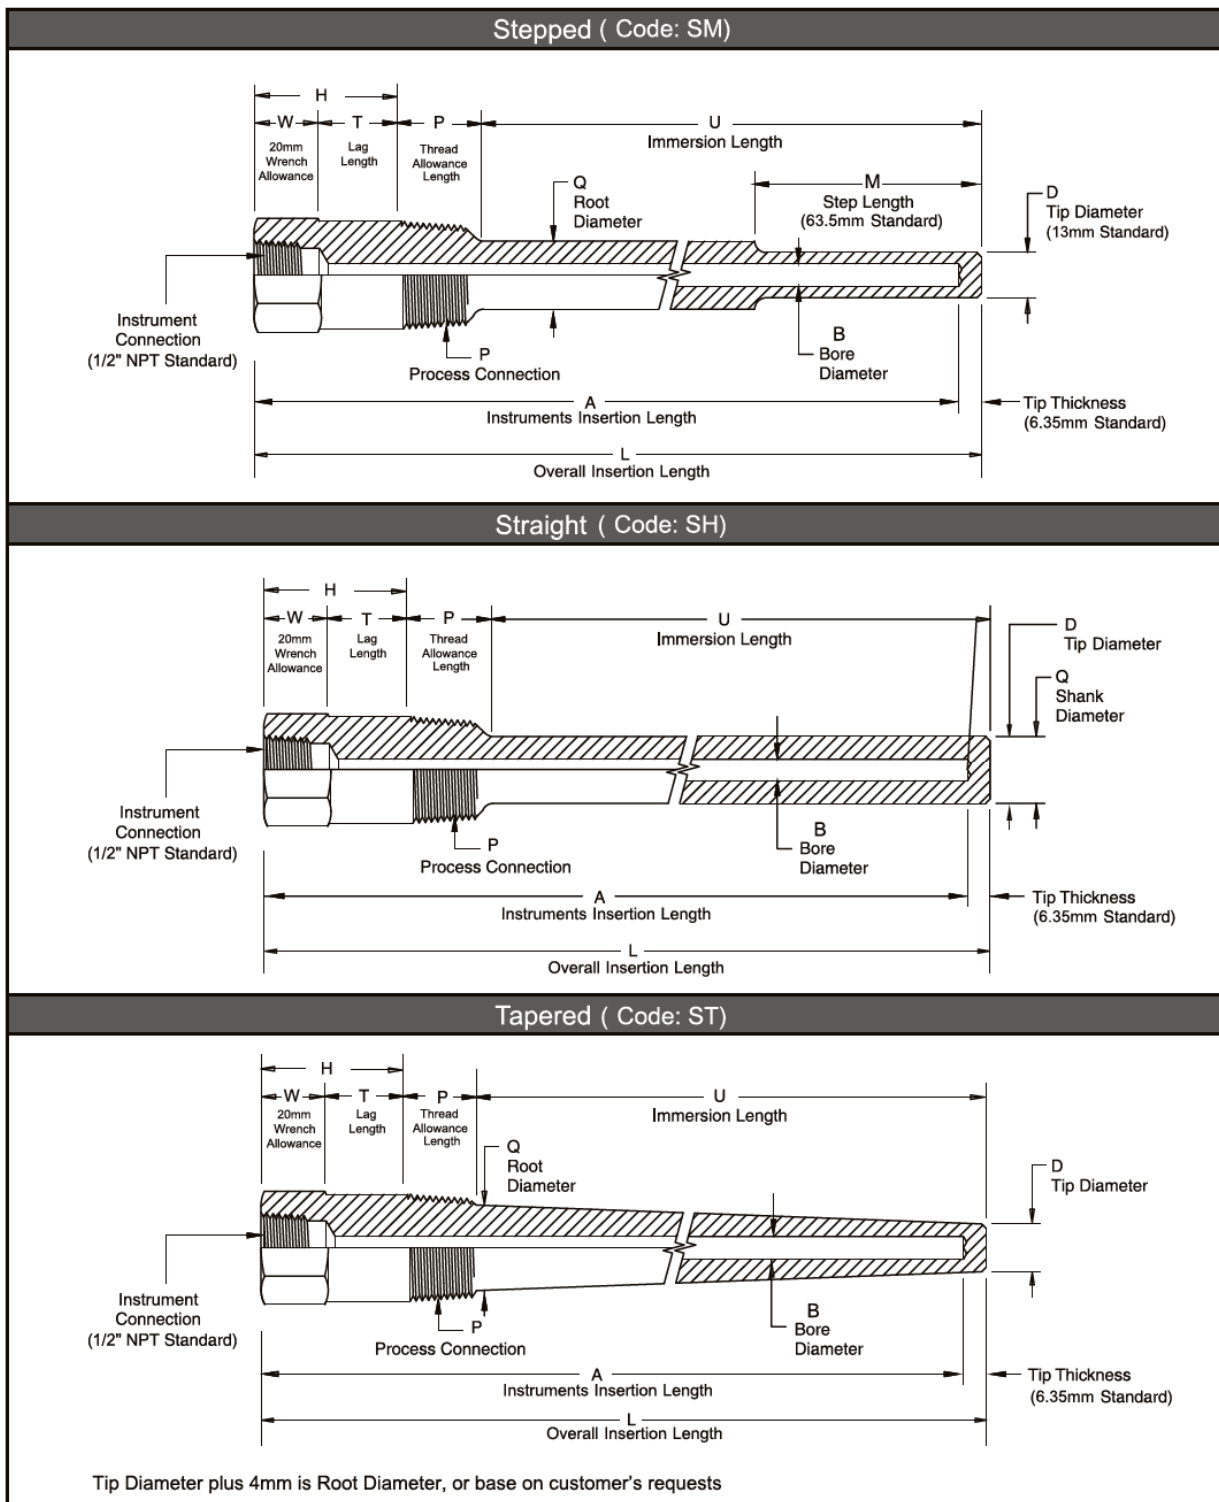 Stepped ( Code: SM)
H
W
T
P
U
20mm
Wrench
Allowance
Lag
Length
Thread
Allowance
Length
Immersion Length
Q
Root
Diameter
M
Step Length
(63.5mm Standard)
D
Tip Diameter
(13mm Standard)
Instrument
Connection
(1/2" NPT Standard)
P
Process Connection
B
Bore
Diameter
A
Instruments Insertion Length
Tip Thickness
(6.35mm Standard)
L
Overall Insertion Length
Straight ( Code: SH)
H
W
T
P
U
20mm
Wrench
Allowance
Lag
Length
Thread
Allowance
Length
Immersion Length
D
Tip Diameter
Q
Shank
Diameter
Instrument
Connection
(1/2" NPT Standard)
P
Process Connection
B
Bore
Diameter
A
Instruments Insertion Length
Tip Thickness
(6.35mm Standard)
L
Overall Insertion Length
Tapered ( Code: ST)
H
W
T
P
U
20mm
Wrench
Allowance
Lag
Length
Thread
Allowance
Length
Immersion Length
Q
Root
Diameter
D
Tip Diameter
Instrument
Connection
(1/2" NPT Standard)
P
Process Connection
B
Bore
Diameter
A
Instruments Insertion Length
Tip Thickness
(6.35mm Standard)
L
Overall Insertion Length
Tip Diameter plus 4mm is Root Diameter, or base on customer's requests